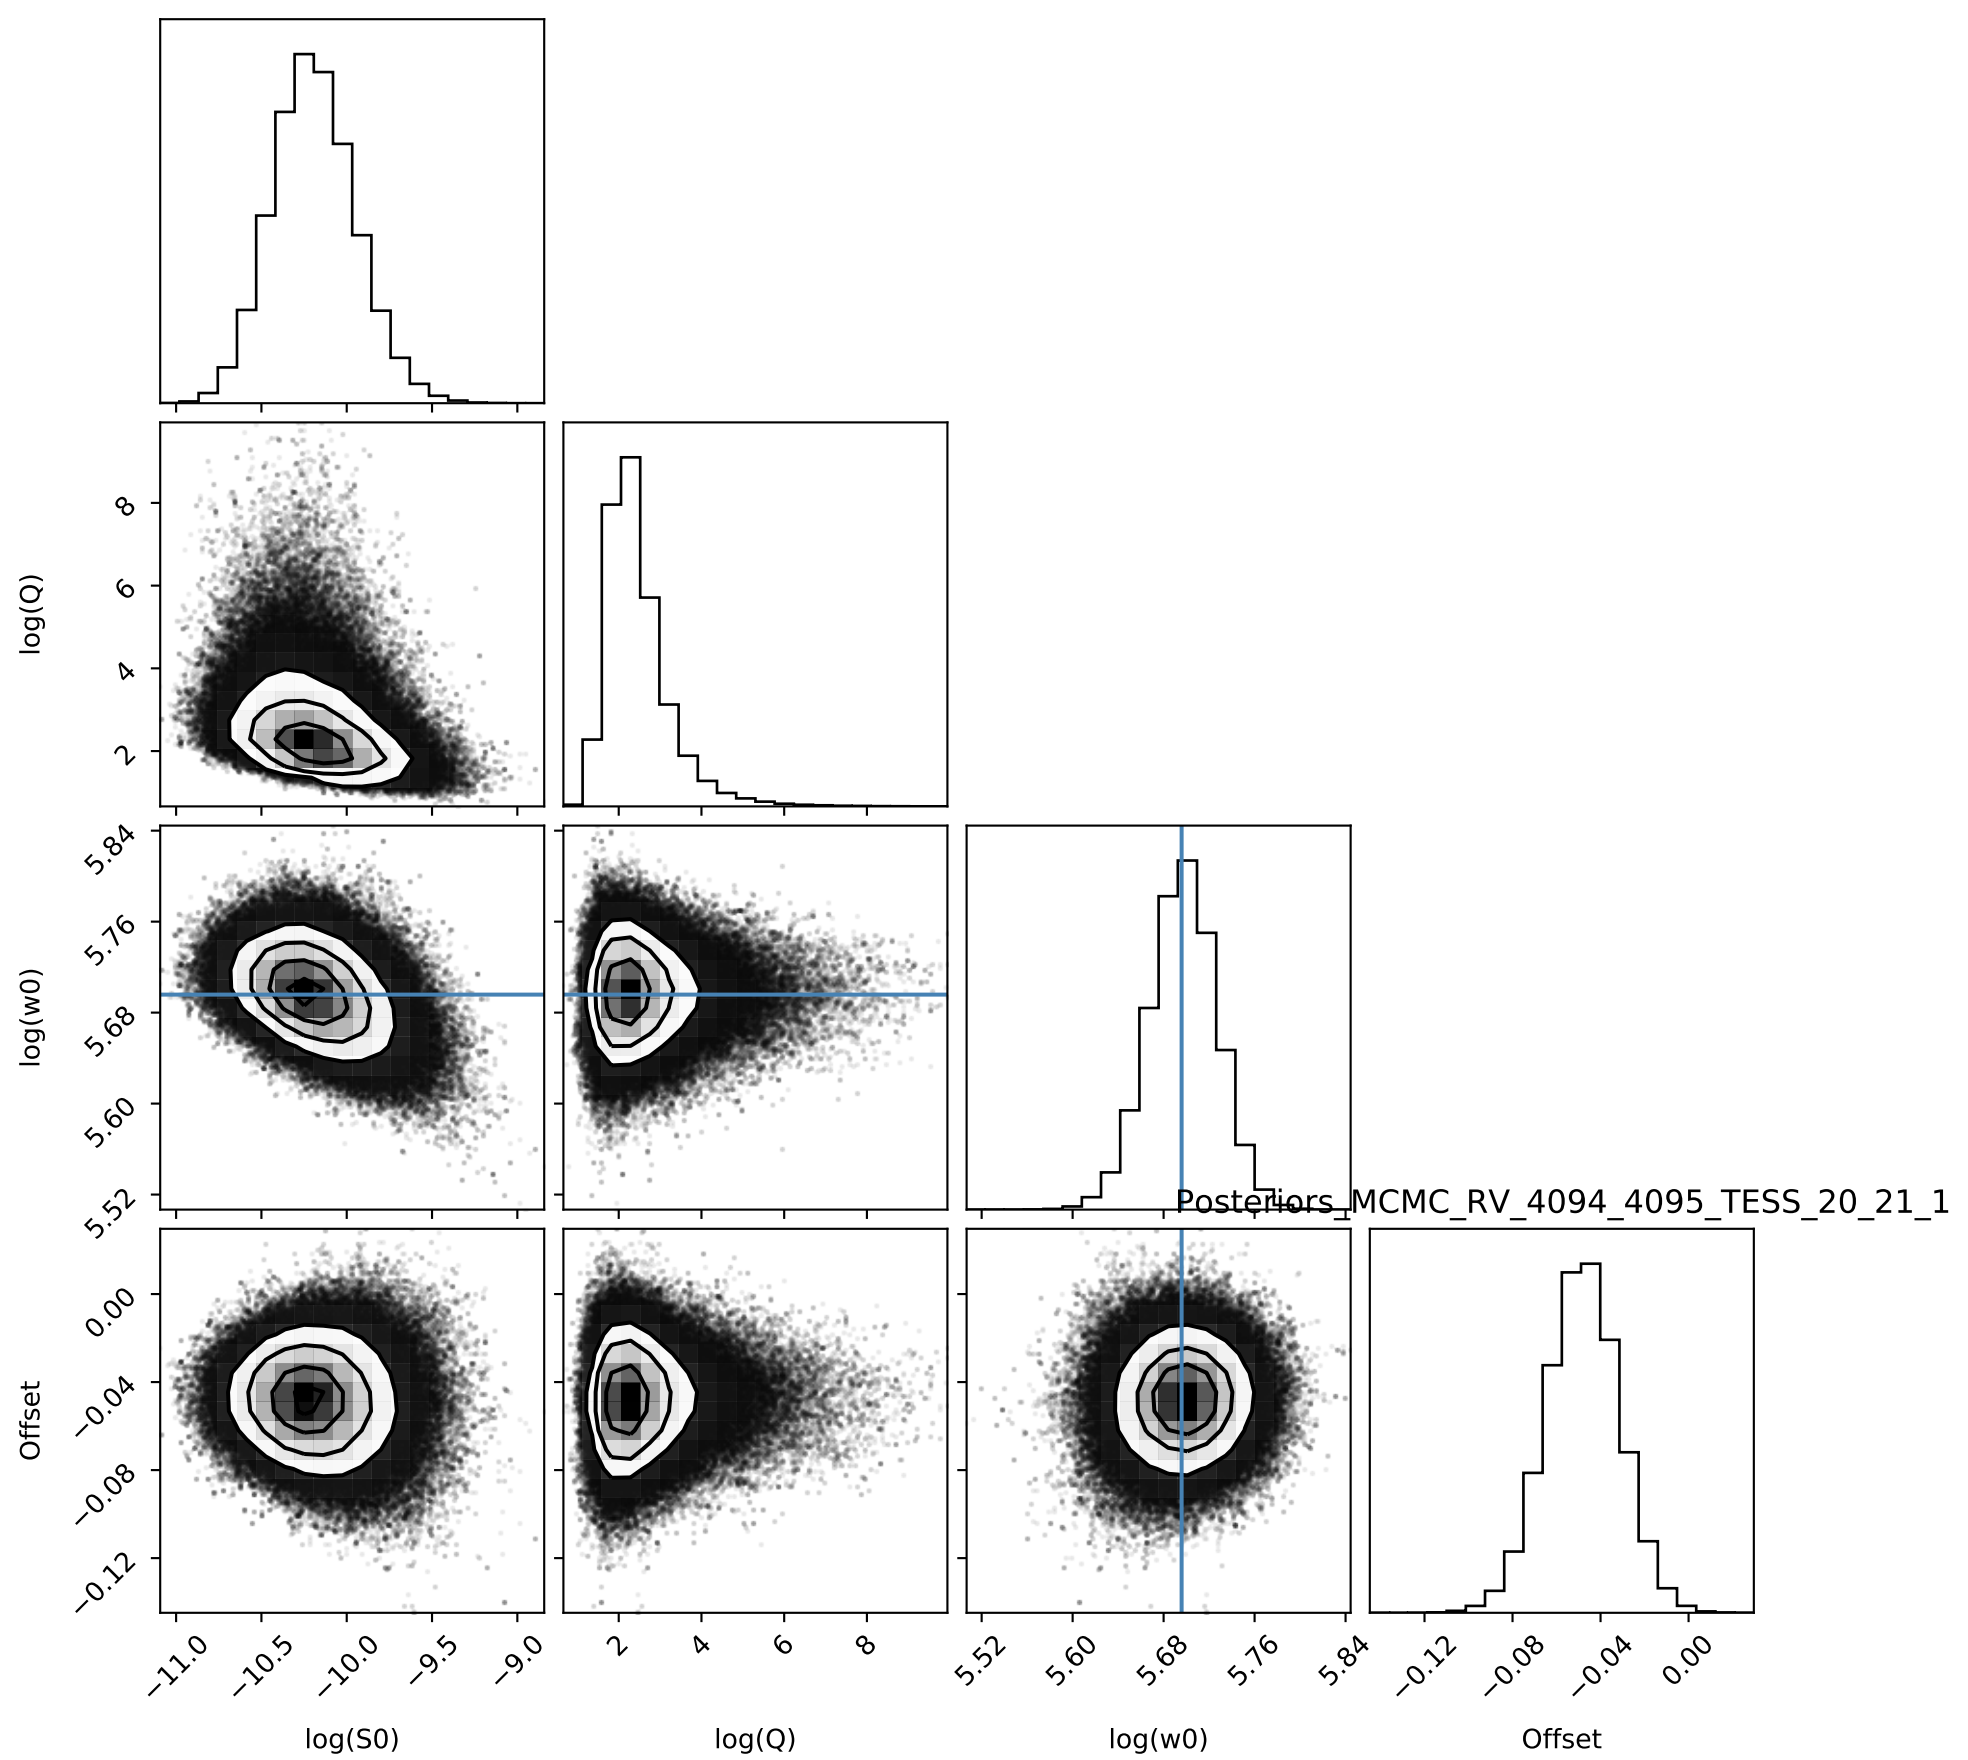 8
6
4
2
log(Q)
5.84
5.76
5.68
5.60
5.52
log(w0)
Posteriors_MCMC_RV_4094_4095_TESS_20_21_1
0.00
−0.04
−0.08
−0.12
Offset
−11.0 −10.5 −10.0 −9.5 −9.0 2 4 6 8 5.52 5.60 5.68 5.76 5.84 −0.12 −0.08 −0.04 0.00
log(S0) log(Q) log(w0) Offset